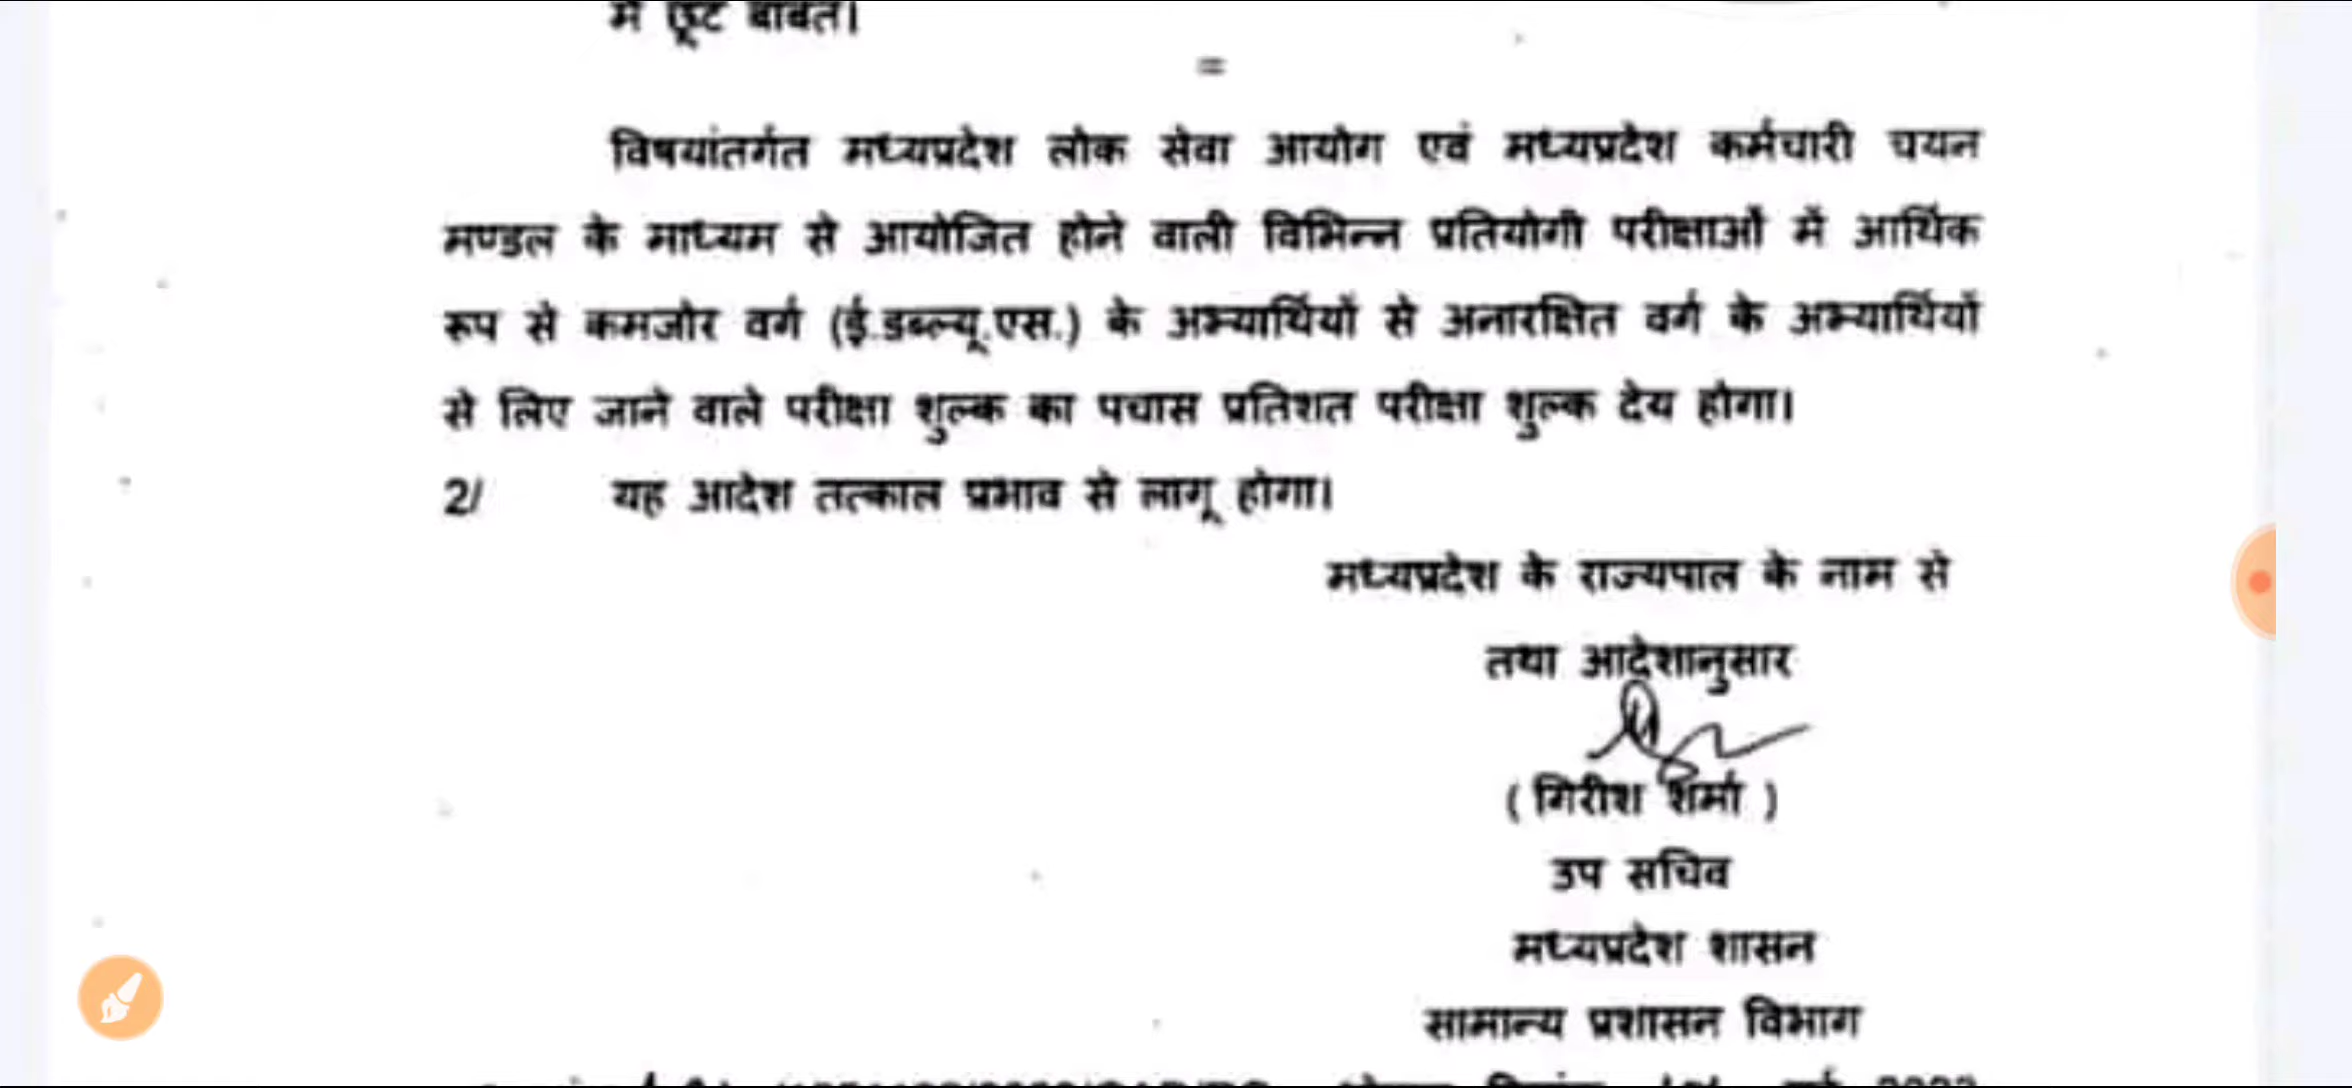 में छूट बाबत।
=
विषयांतर्गत मध्यप्रदेश लोक सेवा आयोग एवं मध्यप्रदेश कर्मचारी चयन
मण्डल के माध्यम से आयोजित होने वाली विभिन्न प्रतियोगी परीक्षाओं में आर्थिक
रूप से कमजोर वर्ग (ई.डब्ल्यू.एस.) के अभ्यार्थियों से अनारक्षित वर्ग के अभ्यार्थियों
से लिए जाने वाले परीक्षा शुल्क का पचास प्रतिशत परीक्षा शुल्क देय होगा।
2/ यह आदेश तत्काल प्रभाव से लागू होगा।
मध्यप्रदेश के राज्यपाल के नाम से
तथा आदेशानुसार
( गिरीश शर्मा )
उप सचिव
मध्यप्रदेश शासन
सामान्य प्रशासन विभाग